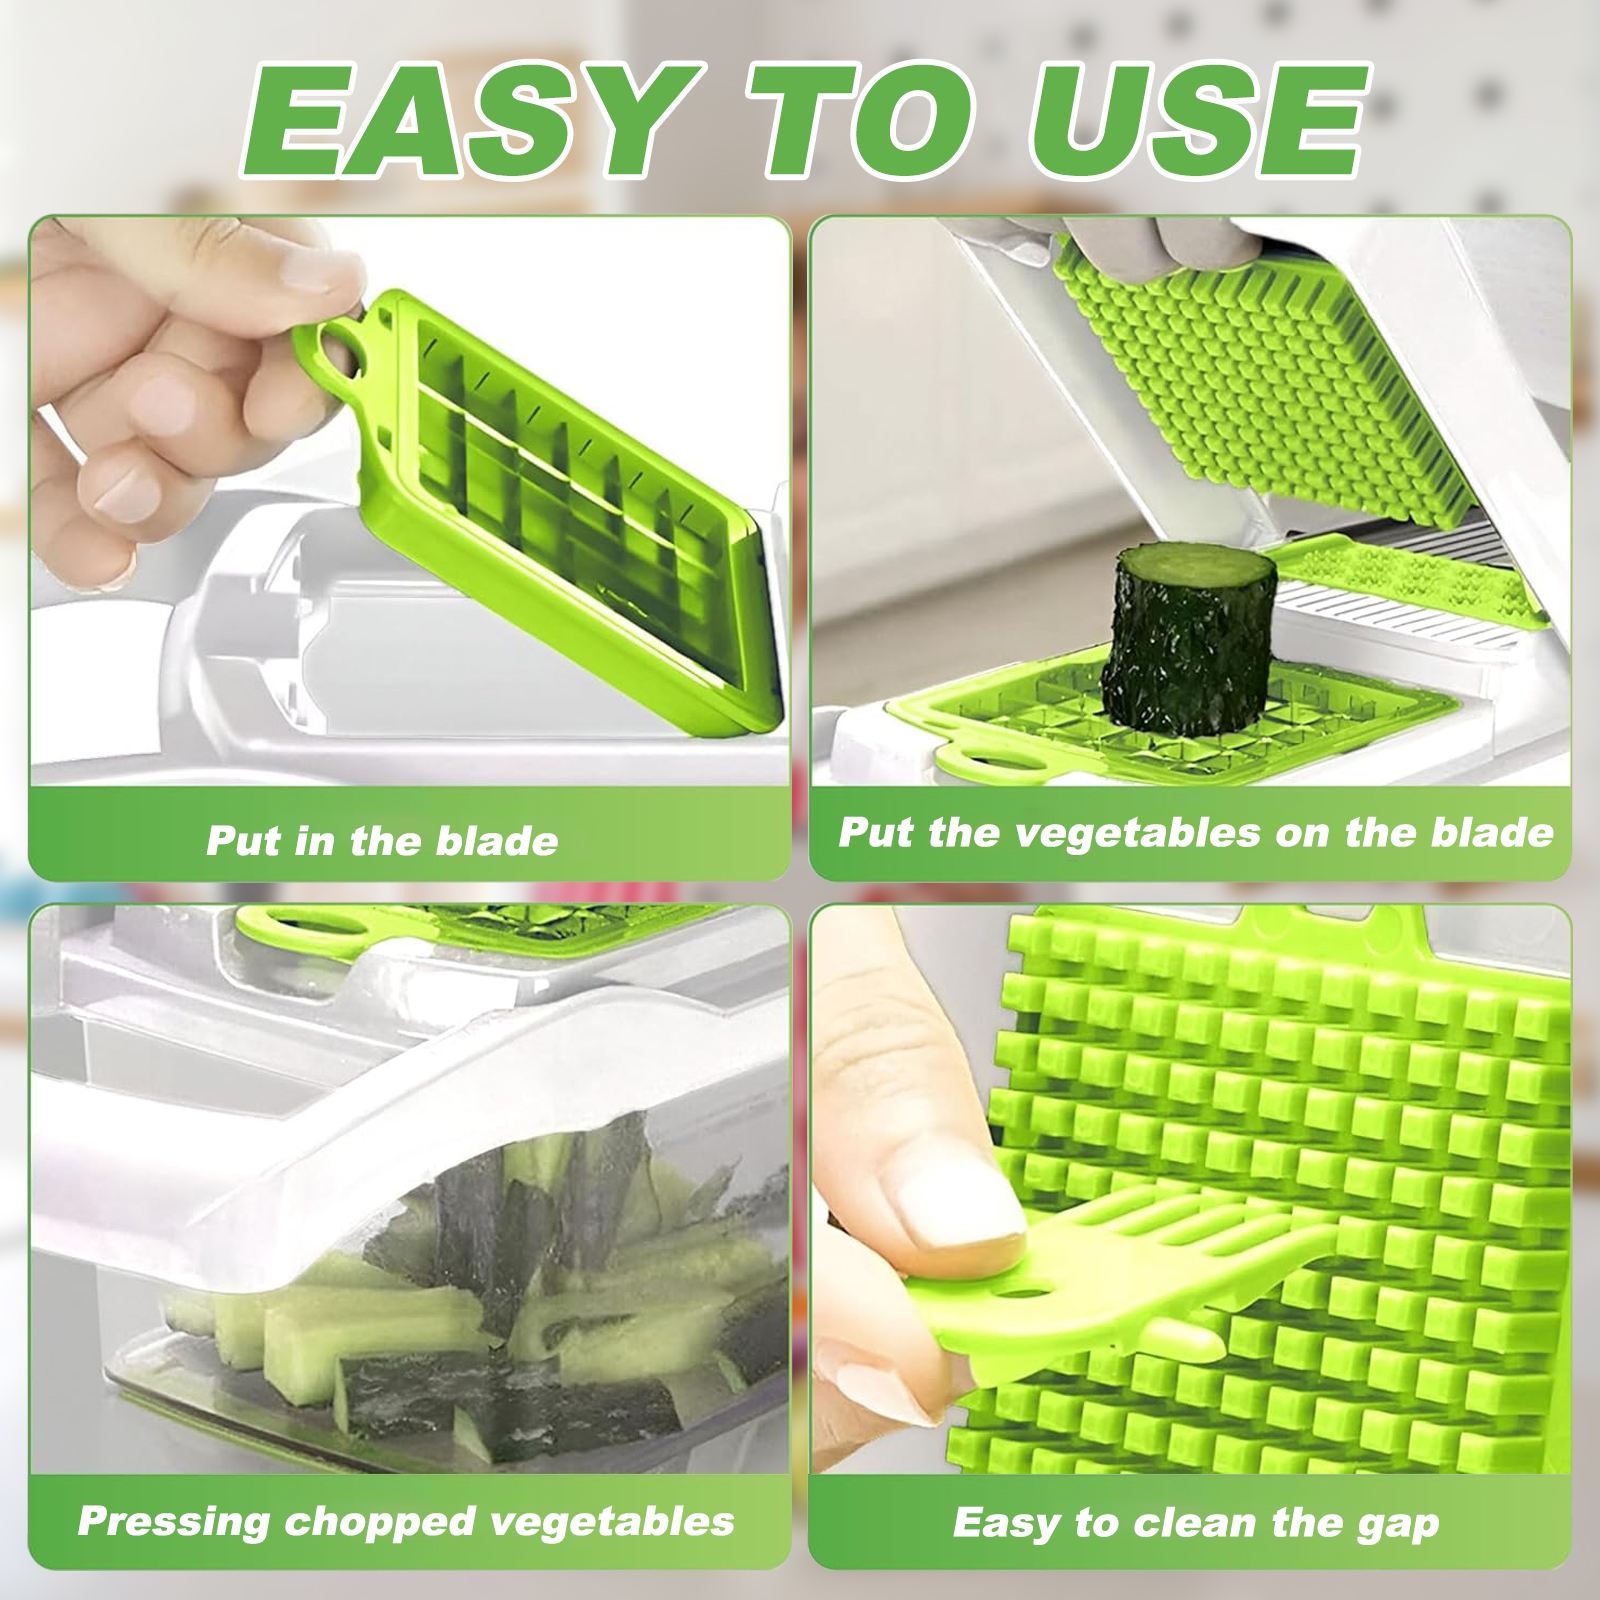 EASY TO USE
Put in the blade
Put the vegetables on the blade
Pressing chopped vegetables
Easy to clean the gap